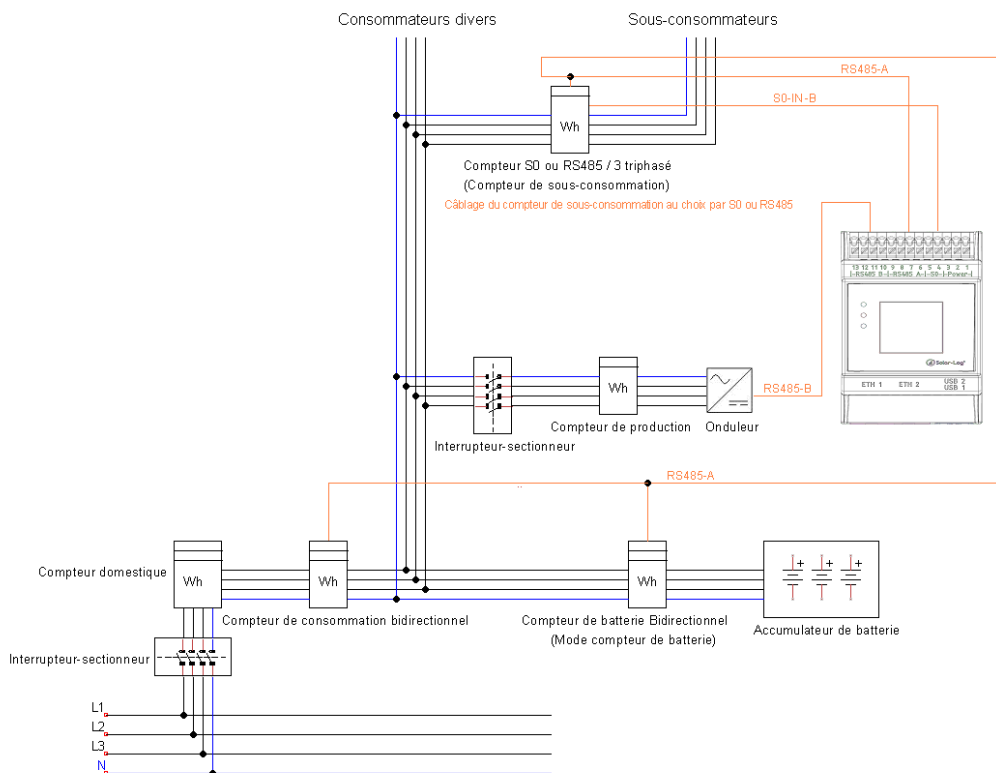 Consommateurs divers
Sous-consommateurs
RS485-A
S0-IN-B
Wh
Compteur S0 ou RS485 / 3 triphasé
(Compteur de sous-consommation)
Câblage du compteur de sous-consommation au choix par S0 ou RS485
13 12 11 10 9 8 7 6 5 4 3 2 1
|-RS485 B-|-RS485 A-|-S0-|-Power-|
Solar-Log®
ETH 1
ETH 2
USB 2
USB 1
Wh
RS485-B
Compteur de production
Onduleur
Interrupteur-sectionneur
RS485-A
..
Compteur domestique
Wh
Wh
Wh
+
+
+
Compteur de consommation bidirectionnel
Compteur de batterie Bidirectionnel
(Mode compteur de batterie)
Accumulateur de batterie
Interrupteur-sectionneur
L1
L2
L3
N